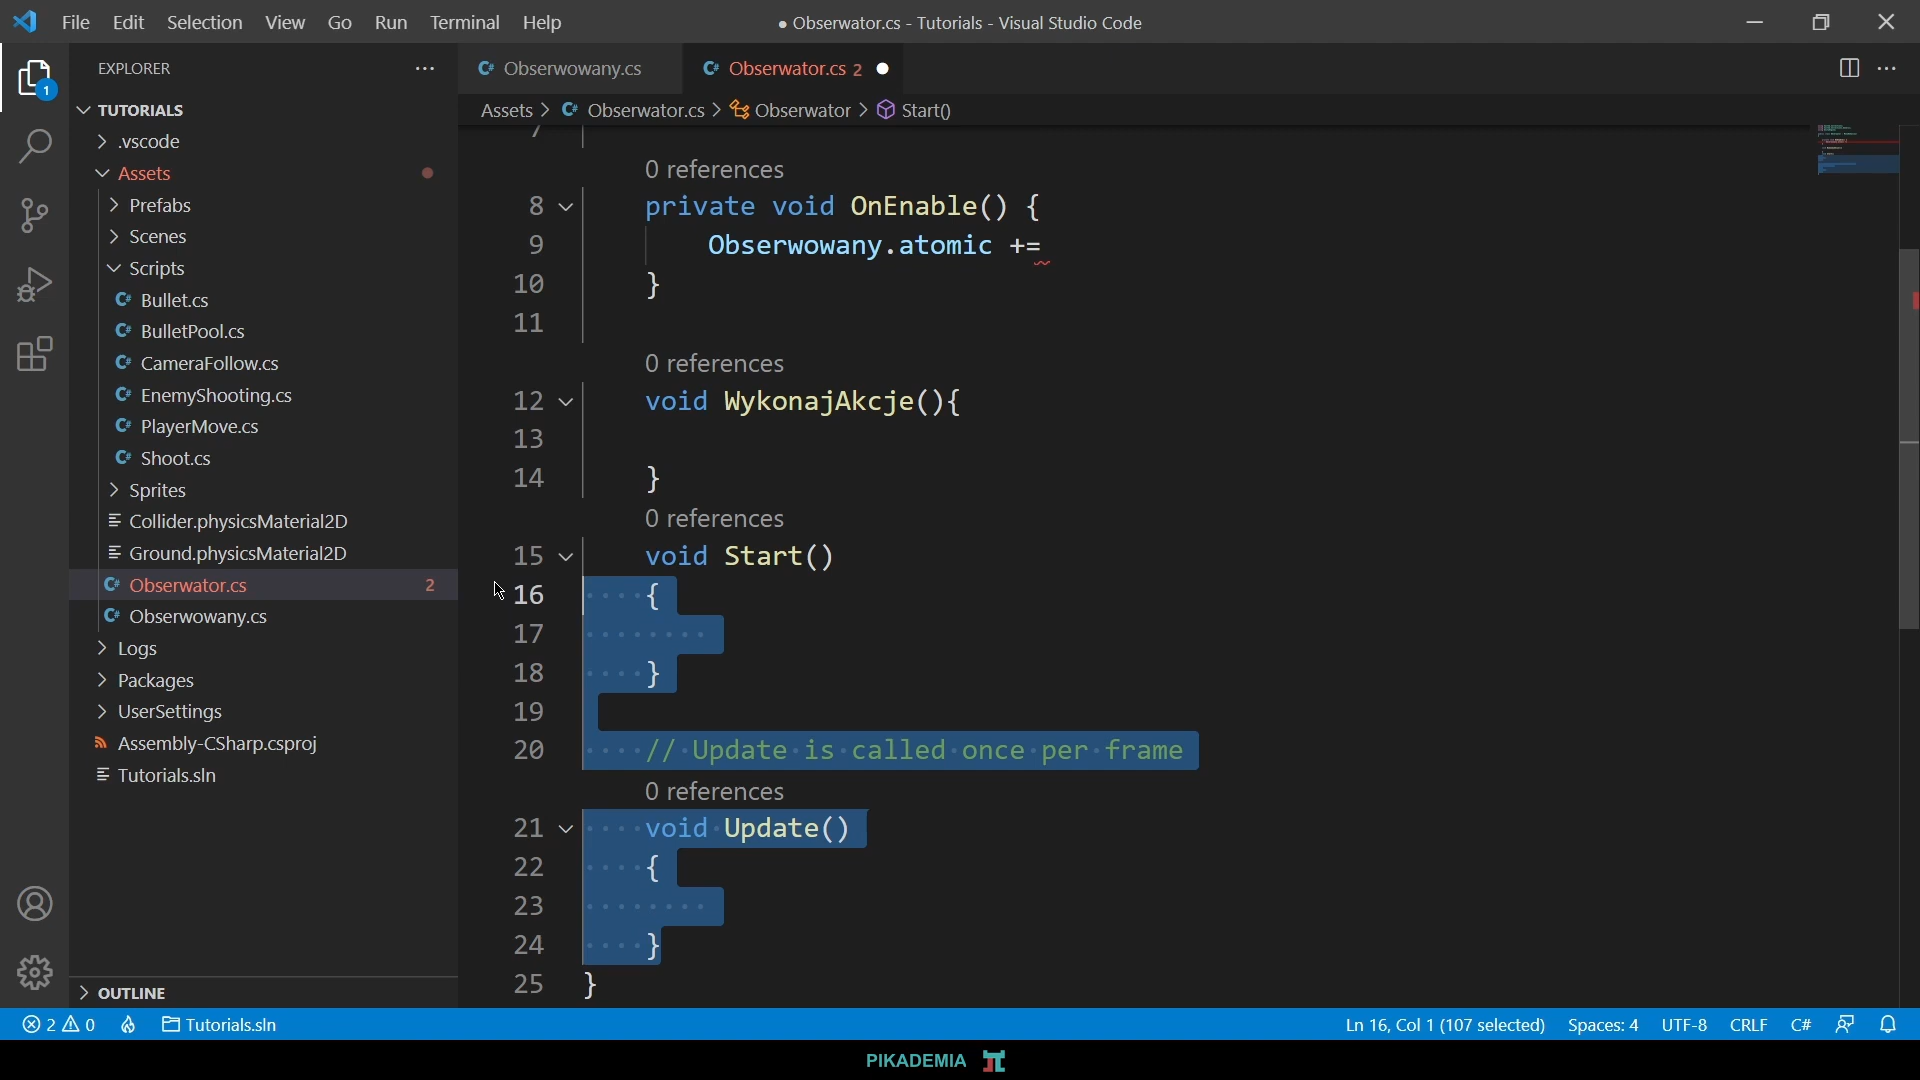 File Edit Selection View Go Run Terminal Help
● Obserwator.cs - Tutorials - Visual Studio Code
EXPLORER
Obserwowany.cs
Obserwator.cs 2
Assets > Obserwator.cs > Obserwator > Start()
1
TUTORIALS
.vscode
Assets
Prefabs
Scenes
Scripts
Bullet.cs
BulletPool.cs
CameraFollow.cs
EnemyShooting.cs
PlayerMove.cs
Shoot.cs
Sprites
Collider.physicsMaterial2D
Ground.physicsMaterial2D
Obserwator.cs 2
Obserwowany.cs
Logs
Packages
UserSettings
Assembly-CSharp.csproj
Tutorials.sln
OUTLINE
7
0 references
8 private void OnEnable() {
9 Obserwowany.atomic +=
10 }
11
0 references
12 void WykonajAkcje(){
13
14 }
0 references
15 void Start()
16 {
17
18 }
19
20 // Update is called once per frame
0 references
21 void Update()
22 {
23
24 }
25 }
2 0 Tutorials.sln
Ln 16, Col 1 (107 selected) Spaces: 4 UTF-8 CRLF C#
PIKADEMIA